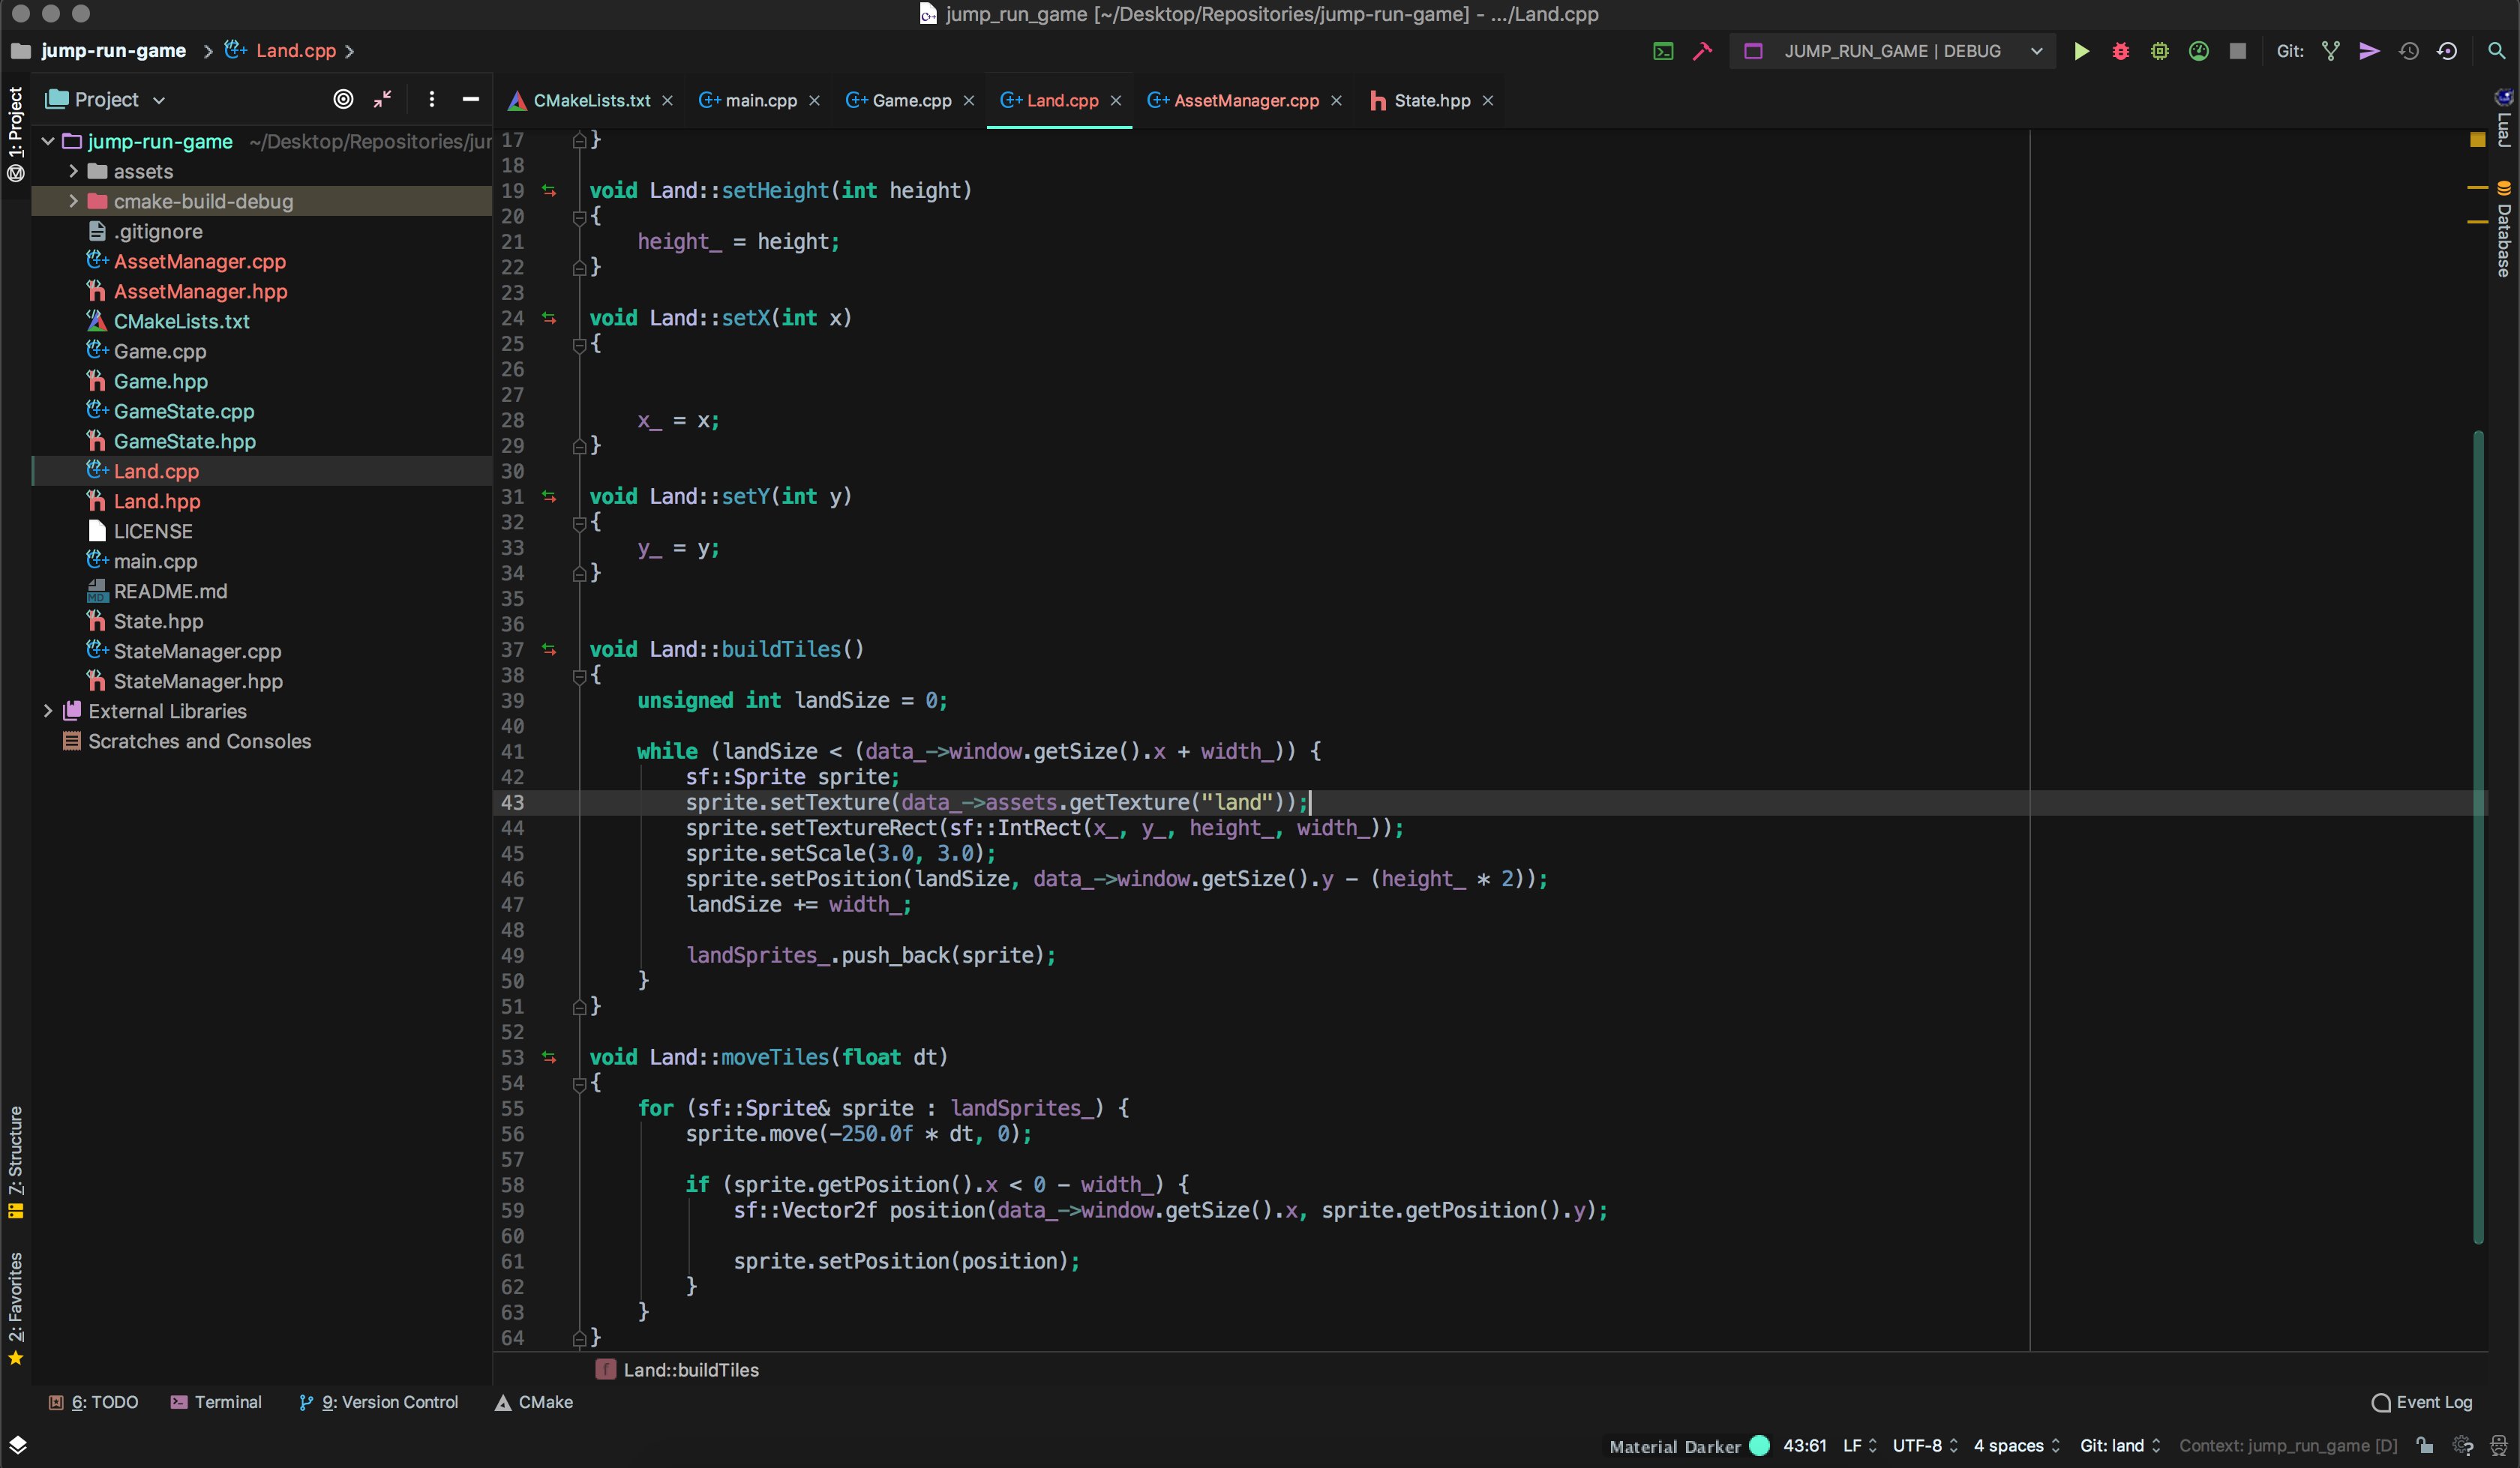 jump_run_game [~/Desktop/Repositories/jump-run-game] - .../Land.cpp
jump-run-game Land.cpp
JUMP_RUN_GAME | DEBUG Git:
1: Project
Project
jump-run-game ~/Desktop/Repositories/jur
assets
cmake-build-debug
.gitignore
AssetManager.cpp
AssetManager.hpp
CMakeLists.txt
Game.cpp
Game.hpp
GameState.cpp
GameState.hpp
Land.cpp
Land.hpp
LICENSE
main.cpp
README.md
State.hpp
StateManager.cpp
StateManager.hpp
External Libraries
Scratches and Consoles
7: Structure
2: Favorites
CMakeLists.txt main.cpp Game.cpp Land.cpp AssetManager.cpp State.hpp
17 }
18
19 void Land::setHeight(int height)
20 {
21     height_ = height;
22 }
23
24 void Land::setX(int x)
25 {
26
27
28     x_ = x;
29 }
30
31 void Land::setY(int y)
32 {
33     y_ = y;
34 }
35
36
37 void Land::buildTiles()
38 {
39     unsigned int landSize = 0;
40
41     while (landSize < (data_->window.getSize().x + width_)) {
42         sf::Sprite sprite;
43         sprite.setTexture(data_->assets.getTexture("land"));
44         sprite.setTextureRect(sf::IntRect(x_, y_, height_, width_));
45         sprite.setScale(3.0, 3.0);
46         sprite.setPosition(landSize, data_->window.getSize().y - (height_ * 2));
47         landSize += width_;
48
49         landSprites_.push_back(sprite);
50     }
51 }
52
53 void Land::moveTiles(float dt)
54 {
55     for (sf::Sprite& sprite : landSprites_) {
56         sprite.move(-250.0f * dt, 0);
57
58         if (sprite.getPosition().x < 0 - width_) {
59             sf::Vector2f position(data_->window.getSize().x, sprite.getPosition().y);
60
61             sprite.setPosition(position);
62         }
63     }
64 }
f Land::buildTiles
LuaJ
Database
6: TODO Terminal 9: Version Control CMake Event Log
Material Darker 43:61 LF UTF-8 4 spaces Git: land Context: jump_run_game [D]